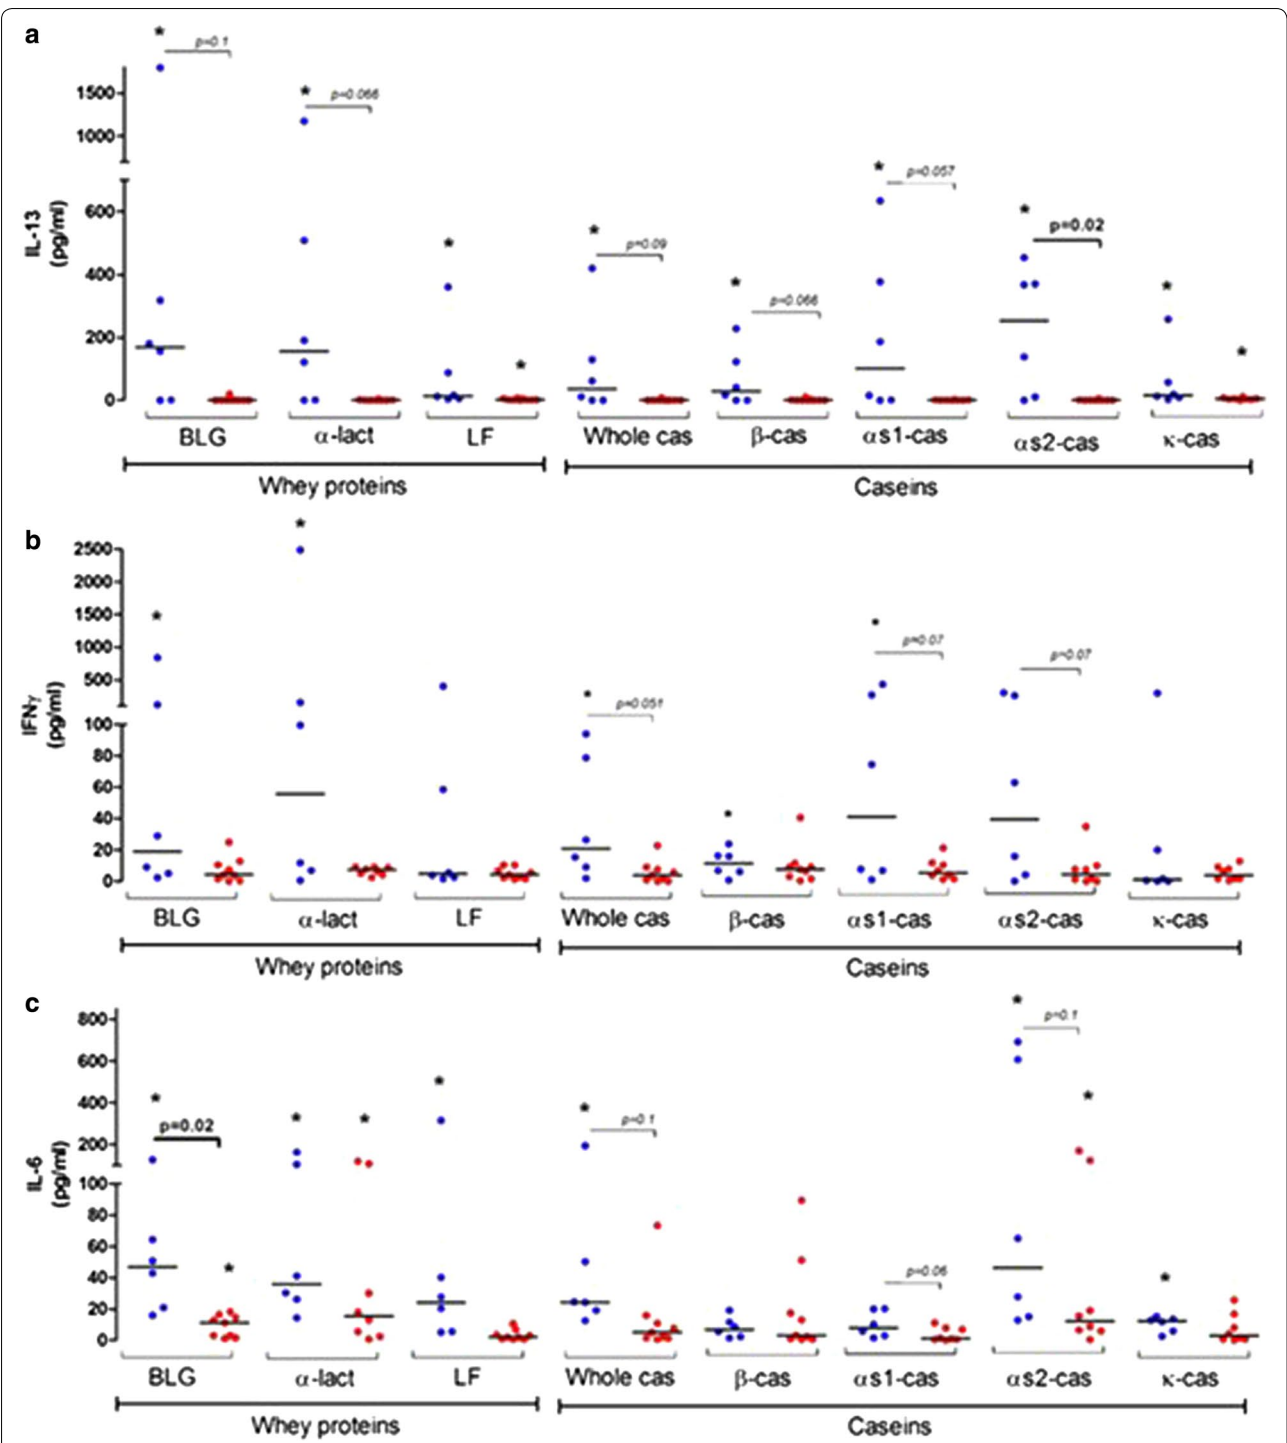 a
*
p=0.1
*
p=0.066
1500
1000
600
400
200
0
IL-13
(pg/ml)
*
*
*
p=0.09
*
p=0.066
*
p=0.057
*
p=0.02
*
*
BLG α-lact LF Whole cas β-cas αs1-cas αs2-cas κ-cas
Whey proteins Caseins
b
2500
2000
1500
1000
500
100
80
60
40
20
0
IFNγ
(pg/ml)
*
*
*
p=0.051
*
*
p=0.07
p=0.07
BLG α-lact LF Whole cas β-cas αs1-cas αs2-cas κ-cas
Whey proteins Caseins
c
800
600
400
200
100
80
60
40
20
0
IL-6
(pg/ml)
*
p=0.02
*
*
*
*
*
p=0.1
p=0.06
*
p=0.1
*
*
BLG α-lact LF Whole cas β-cas αs1-cas αs2-cas κ-cas
Whey proteins Caseins